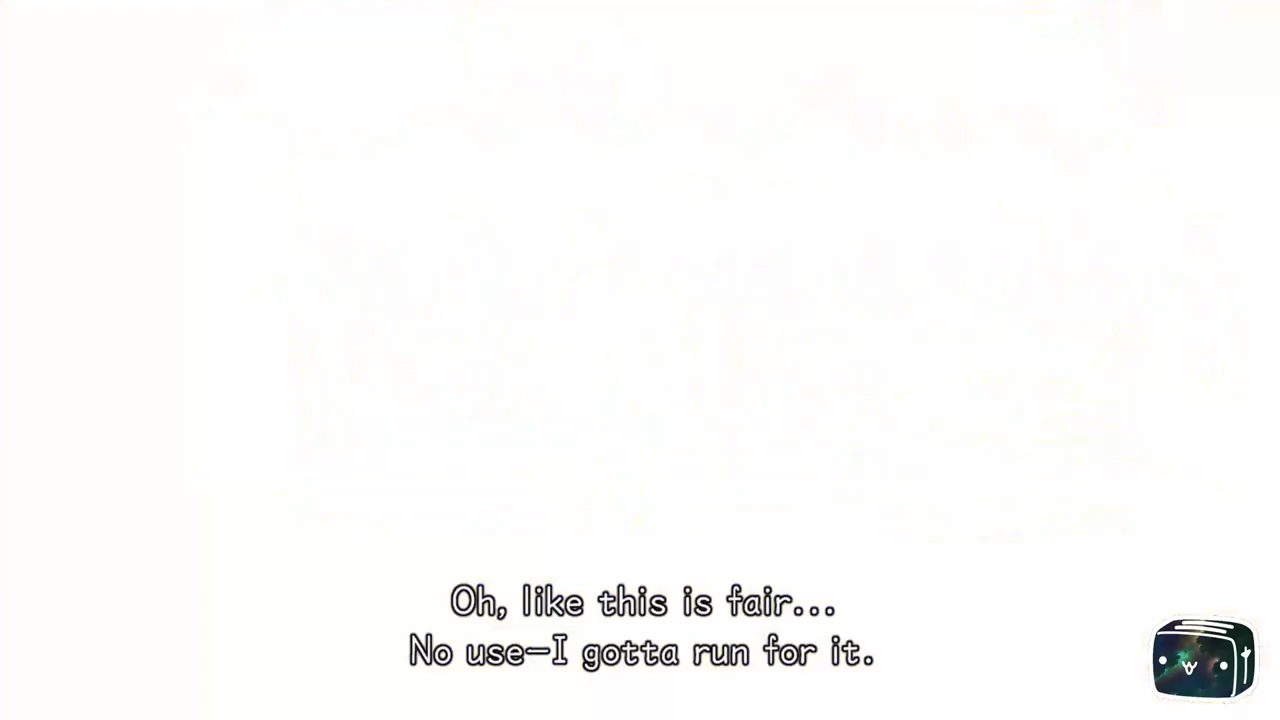 Oh, like this is fair...
No use—I gotta run for it.